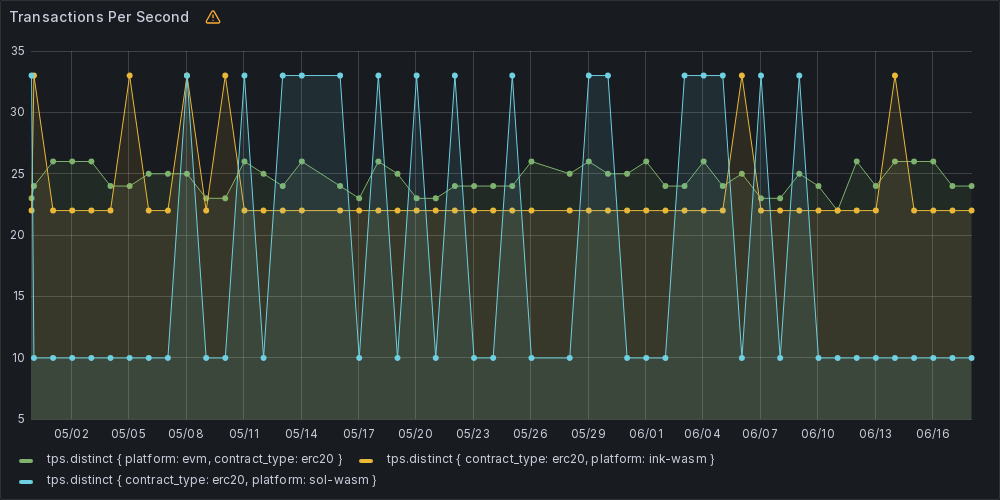 Transactions Per Second
35
30
25
20
15
10
5
05/02 05/05 05/08 05/11 05/14 05/17 05/20 05/23 05/26 05/29 06/01 06/04 06/07 06/10 06/13 06/16
tps.distinct { platform: evm, contract_type: erc20 } tps.distinct { contract_type: erc20, platform: ink-wasm }
tps.distinct { contract_type: erc20, platform: sol-wasm }